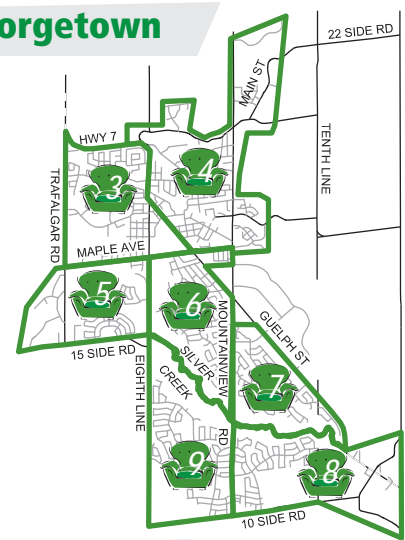 orgetown
22 SIDE RD
MAIN ST
HWY 7
TENTH LINE
3
4
TRAFALGAR RD
MAPLE AVE
5
6
MOUNTAINVIEW RD
GUELPH ST
15 SIDE RD
EIGHTH LINE
SILVER CREEK
7
9
8
10 SIDE RD